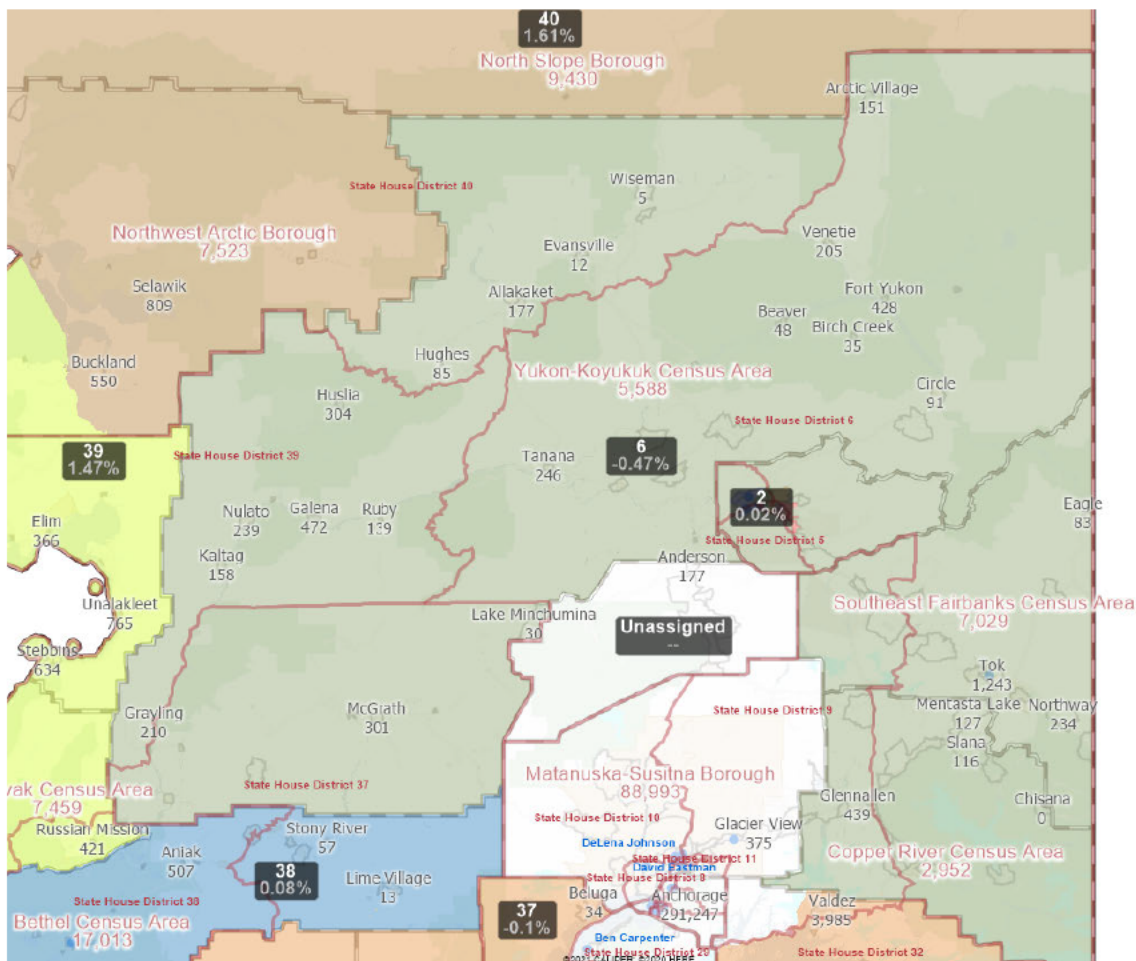 40
1.61%
North Slope Borough
9,430
Arctic Village
151
Wiseman
5
State House District 40
Northwest Arctic Borough
7,523
Venetie
205
Evansville
12
Selawik
809
Allakaket
177
Fort Yukon
428
Beaver
48
Birch Creek
35
Buckland
550
Hughes
85
Yukon-Koyukuk Census Area
5,588
Huslia
304
Circle
91
State House District 6
39
1.47%
State House District 39
6
-0.47%
Tanana
246
2
0.02%
Eagle
83
Nulato
239
Galena
472
Ruby
139
Elim
366
State House District 5
Kaltag
158
Anderson
177
Unalakleet
765
Lake Minchumina
30
Southeast Fairbanks Census Area
7,029
Unassigned
--
Stebbins
634
Tok
1,243
Grayling
210
McGrath
301
State House District 9
Mentasta Lake
127
Northway
234
Slana
116
State House District 37
Matanuska-Susitna Borough
88,993
vak Census Area
7,459
Glennallen
439
Chisana
0
Russian Mission
421
Stony River
57
State House District 10
Glacier View
375
DeLena Johnson
Aniak
507
State House District 11
David Eastman
Copper River Census Area
2,952
38
0.08%
Lime Village
13
State House District 8
Beluga
34
Anchorage
291,247
State House District 38
Bethel Census Area
17,013
37
-0.1%
Valdez
3,985
Ben Carpenter
State House District 29
State House District 32
©2021 CALIPER; ©2020 HERE